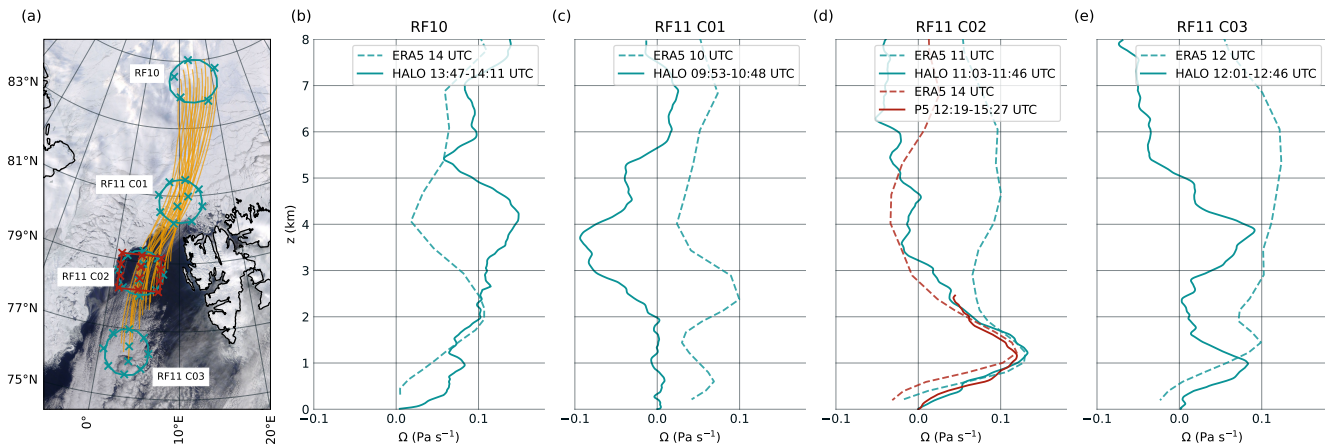 (a)
83°N
81°N
79°N
77°N
75°N
0°
10°E
20°E
RF10
RF11 C01
RF11 C02
RF11 C03
(b)
RF10
ERA5 14 UTC
HALO 13:47-14:11 UTC
z (km)
8
7
6
5
4
3
2
1
0
−0.1
0.0
0.1
Ω (Pa s⁻¹)
(c)
RF11 C01
ERA5 10 UTC
HALO 09:53-10:48 UTC
−0.1
0.0
0.1
Ω (Pa s⁻¹)
(d)
RF11 C02
ERA5 11 UTC
HALO 11:03-11:46 UTC
ERA5 14 UTC
P5 12:19-15:27 UTC
−0.1
0.0
0.1
Ω (Pa s⁻¹)
(e)
RF11 C03
ERA5 12 UTC
HALO 12:01-12:46 UTC
−0.1
0.0
0.1
Ω (Pa s⁻¹)